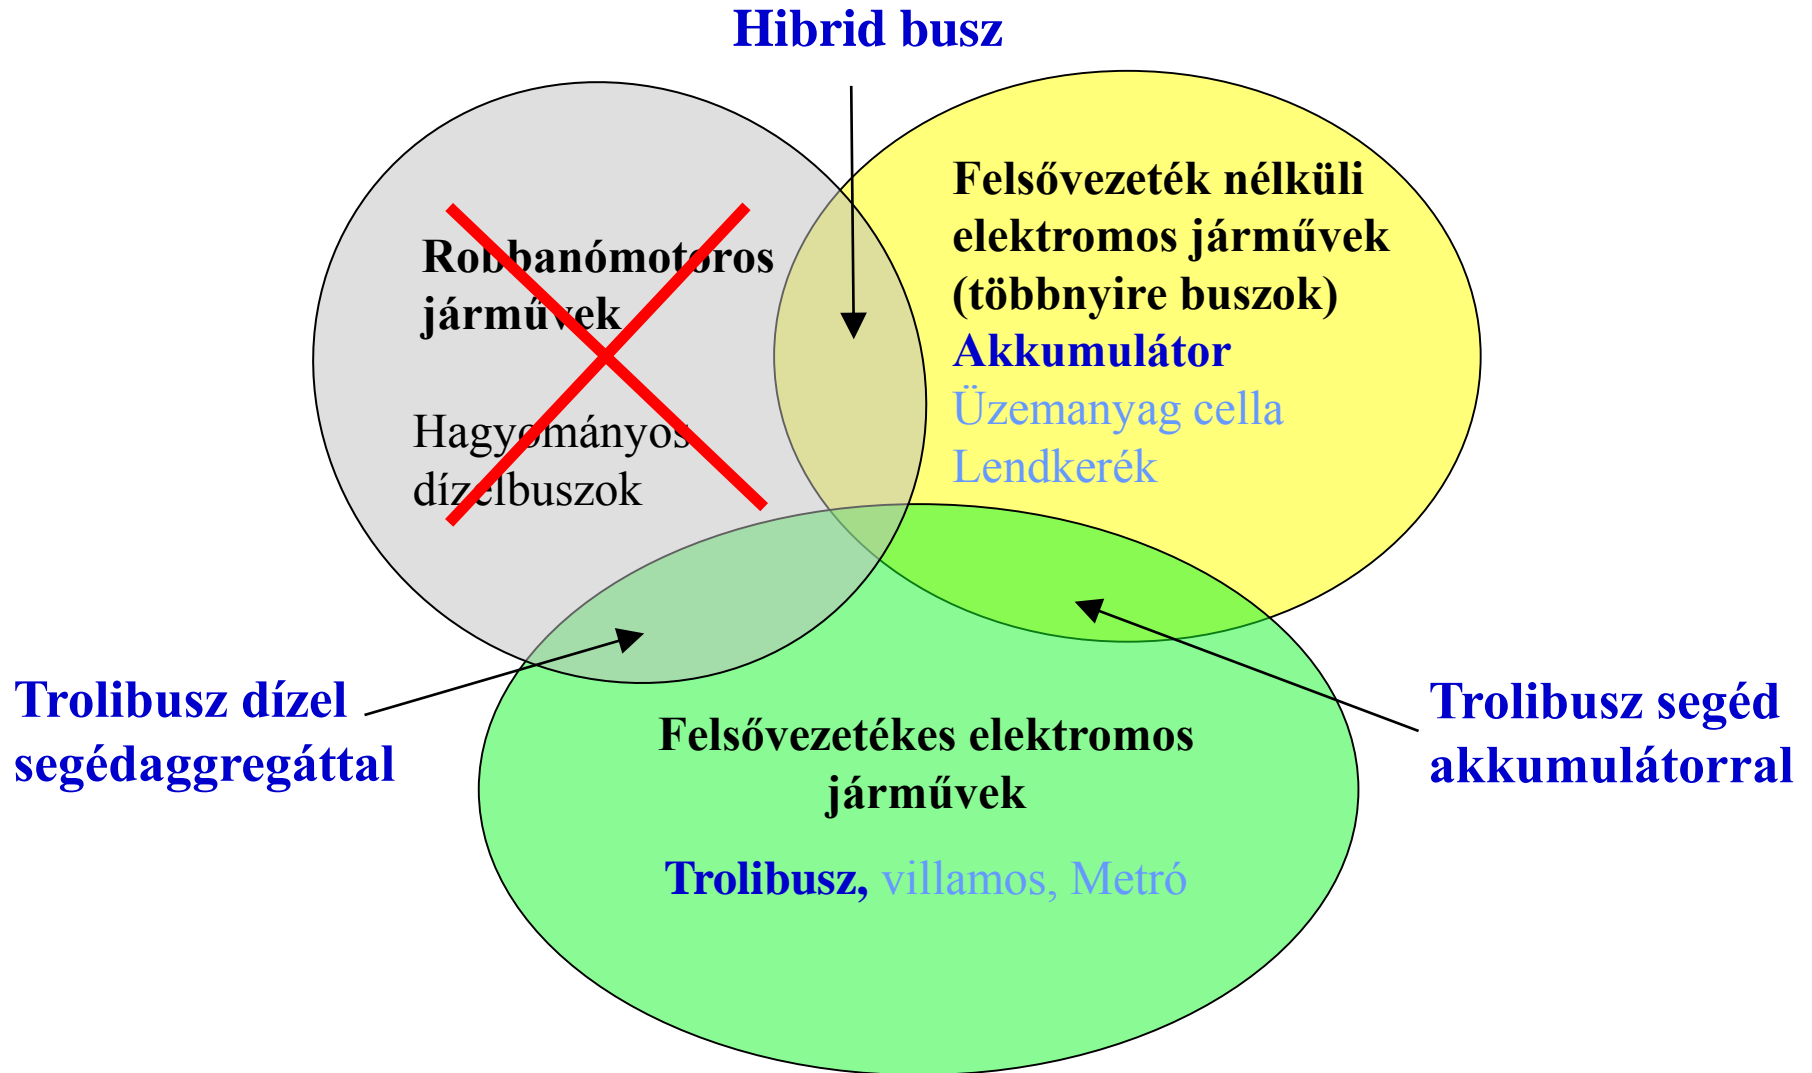 Hibrid busz
Robbanómotoros
járművek
Hagyományos
dízelbuszok
Felsővezeték nélküli
elektromos járművek
(többnyire buszok)
Akkumulátor
Üzemanyag cella
Lendkerék
Trolibusz dízel
segédaggregáttal
Trolibusz segéd
akkumulátorral
Felsővezetékes elektromos
járművek
Trolibusz, villamos, Metró